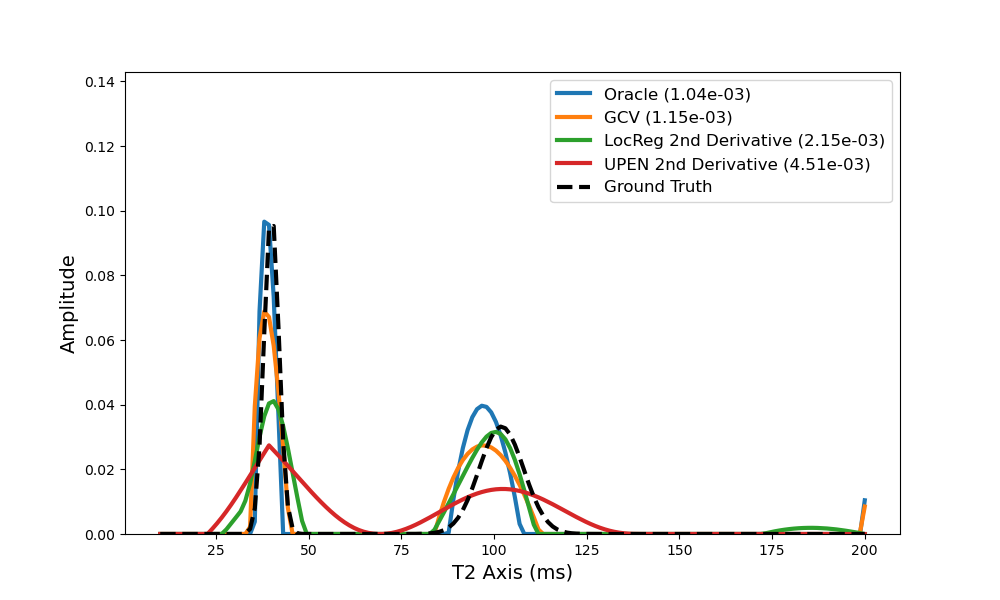 0.14
0.12
0.10
0.08
0.06
0.04
0.02
0.00
Amplitude
Oracle (1.04e-03)
GCV (1.15e-03)
LocReg 2nd Derivative (2.15e-03)
UPEN 2nd Derivative (4.51e-03)
Ground Truth
25 50 75 100 125 150 175 200
T2 Axis (ms)